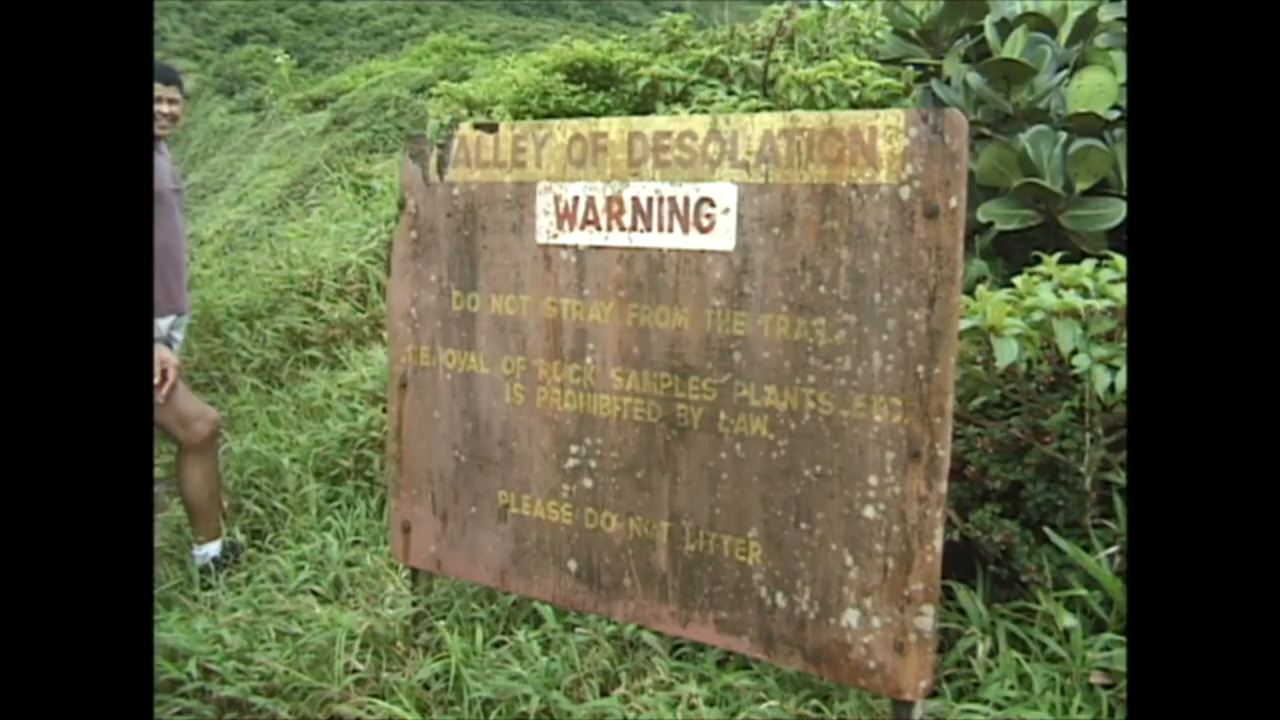 ALLEY OF DESOLATION
WARNING
DO NOT STRAY FROM THE TRAIL
REMOVAL OF ROCK SAMPLES PLANTS ETC.
IS PROHIBITED BY LAW.
PLEASE DO NOT LITTER